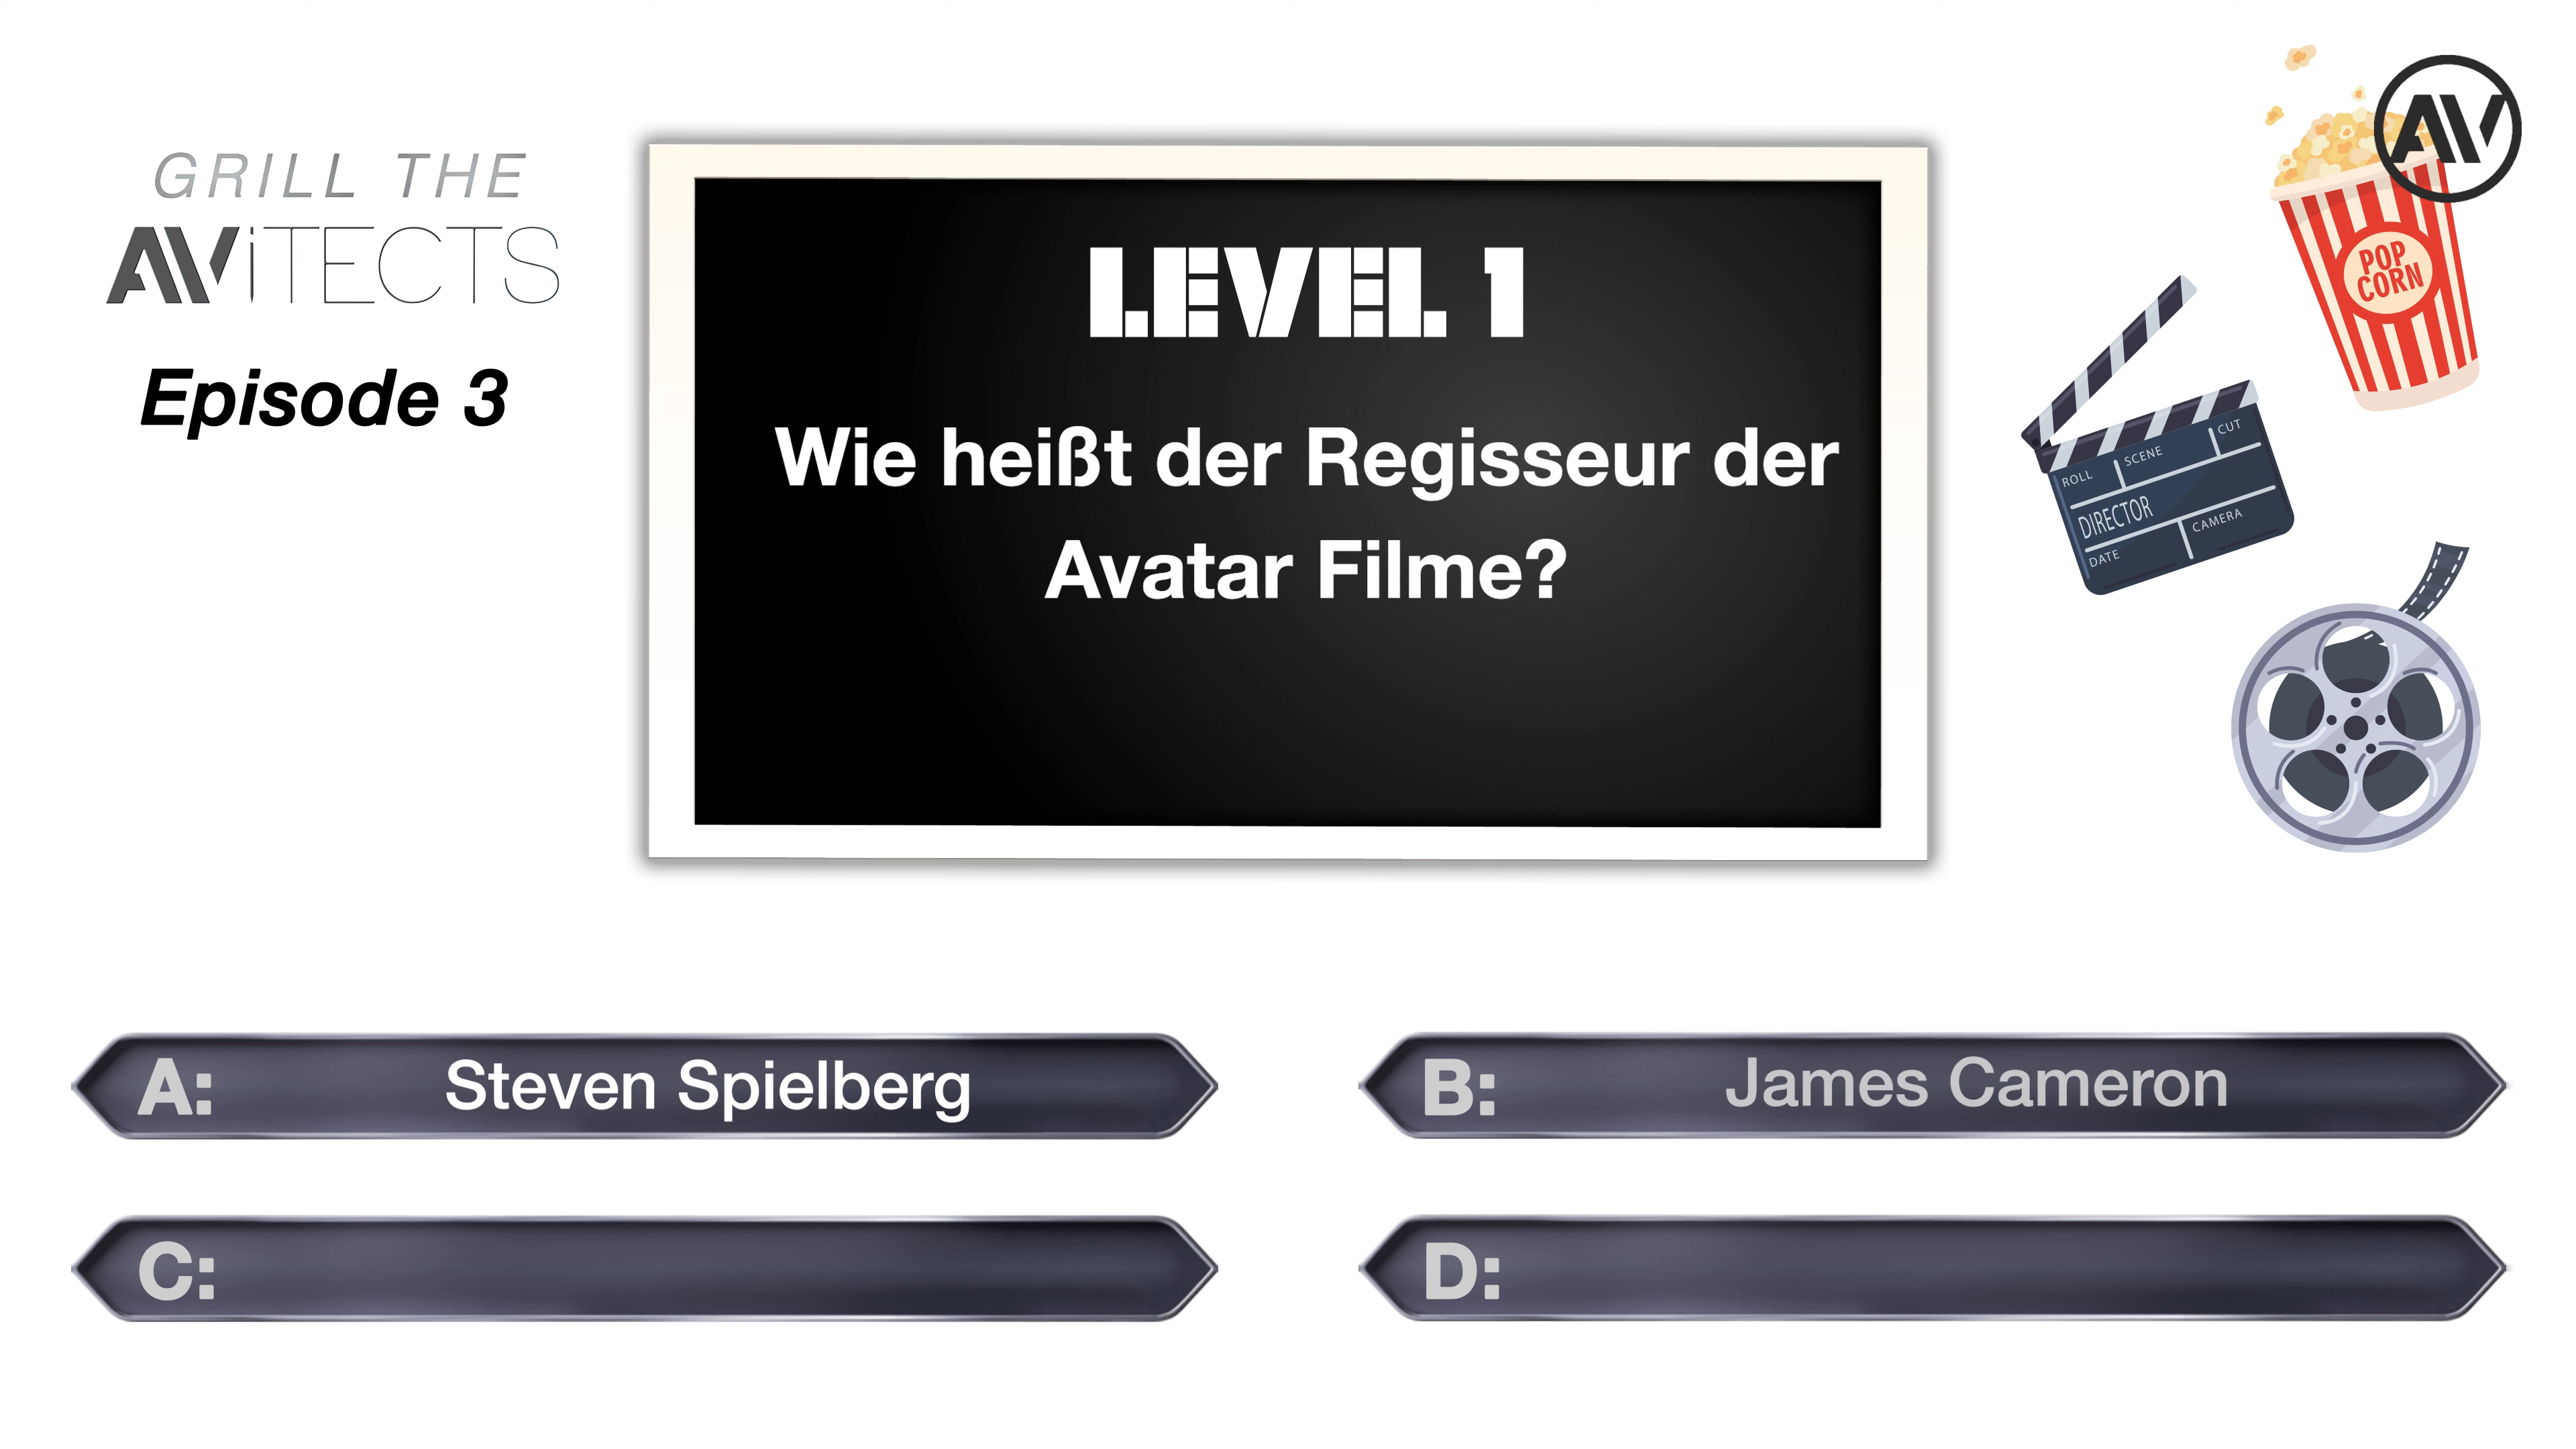 GRILL THE
AViTECTS
Episode 3
LEVEL 1
Wie heißt der Regisseur der
Avatar Filme?
AV
POP
CORN
ROLL
SCENE
CUT
DIRECTOR
DATE
CAMERA
A: Steven Spielberg
B: James Cameron
C:
D: